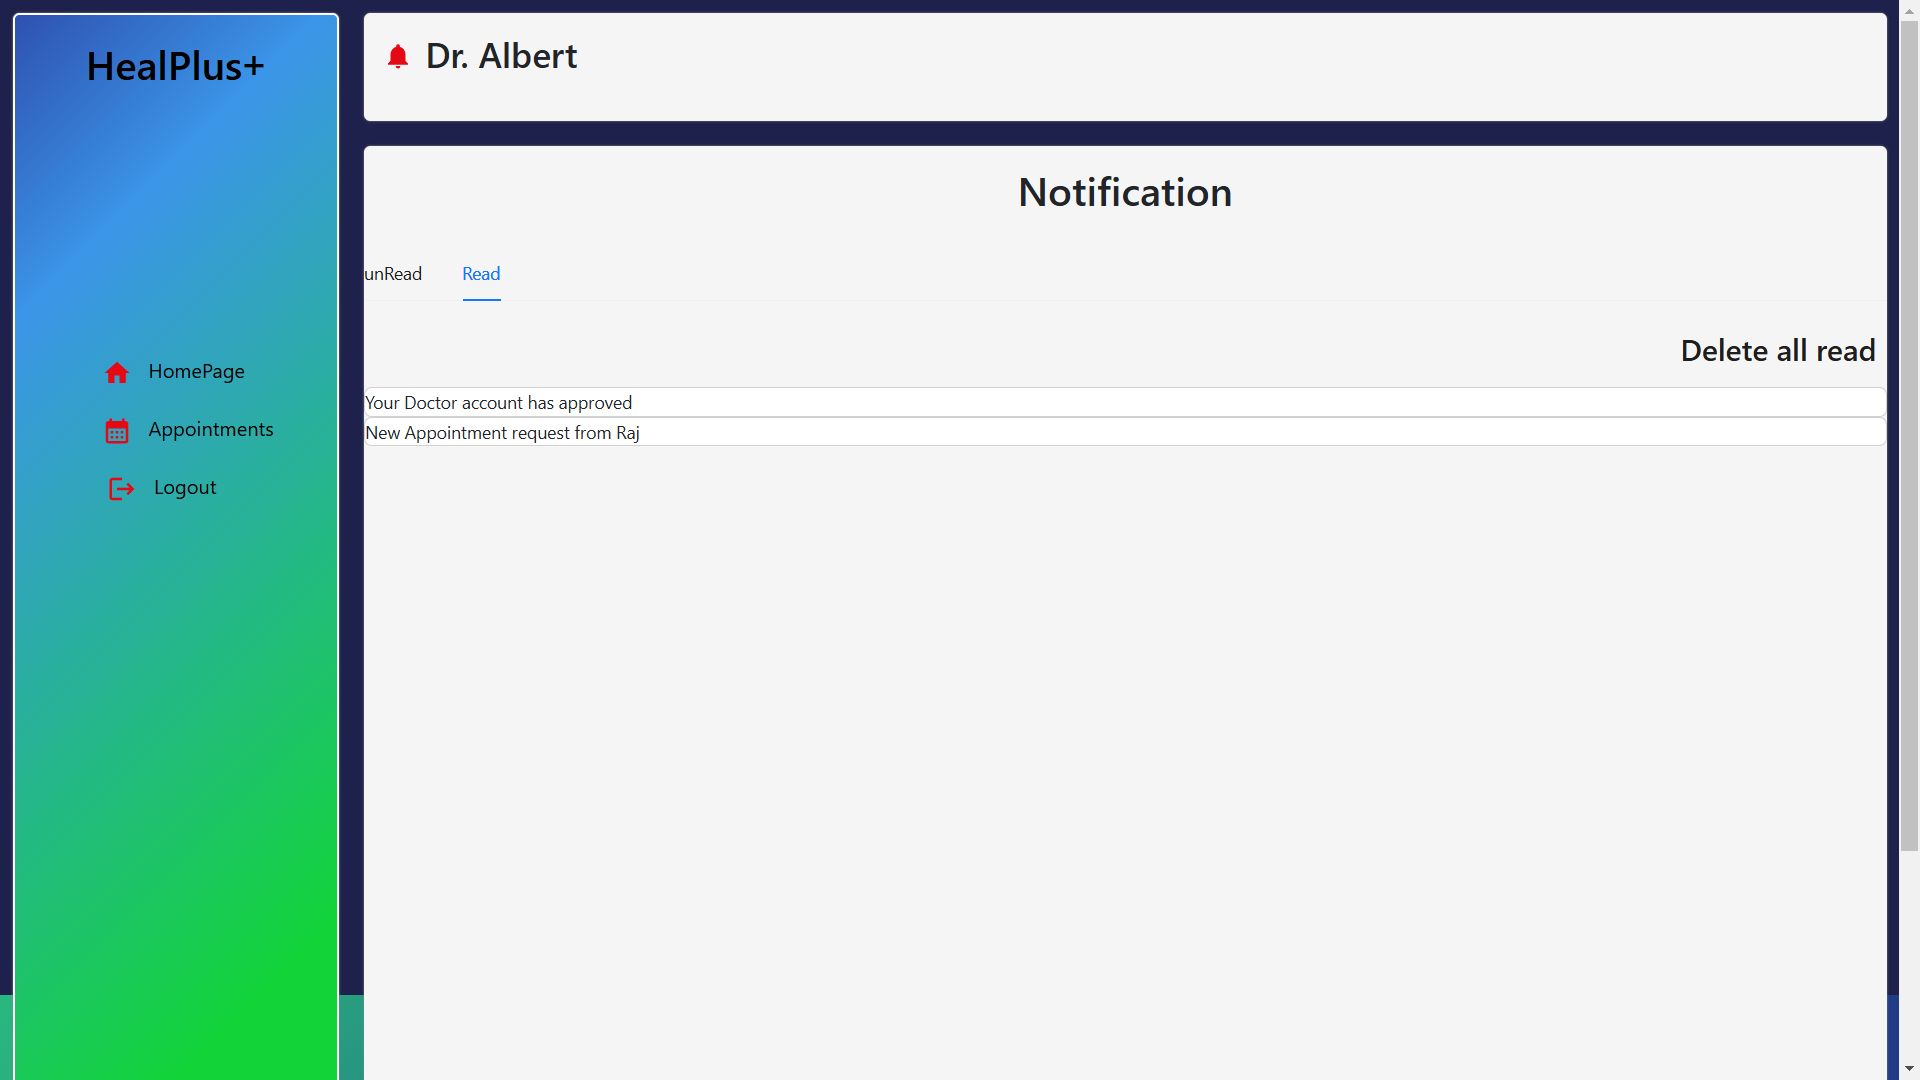 HealPlus+
HomePage
Appointments
Logout
Dr. Albert
Notification
unRead
Read
Delete all read
Your Doctor account has approved
New Appointment request from Raj